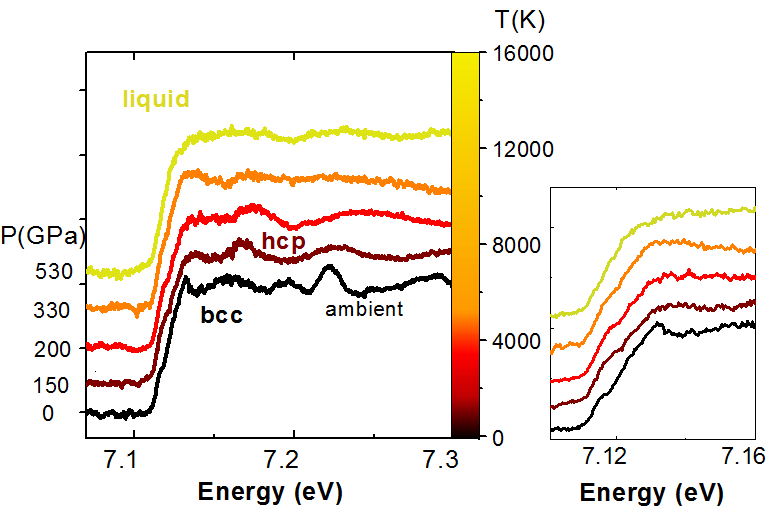 T(K)
16000
liquid
12000
P(GPa)
8000
hcp
530
330
bcc
ambient
4000
200
150
0
0
7.1
7.2
7.3
7.12
7.16
Energy (eV)
Energy (eV)